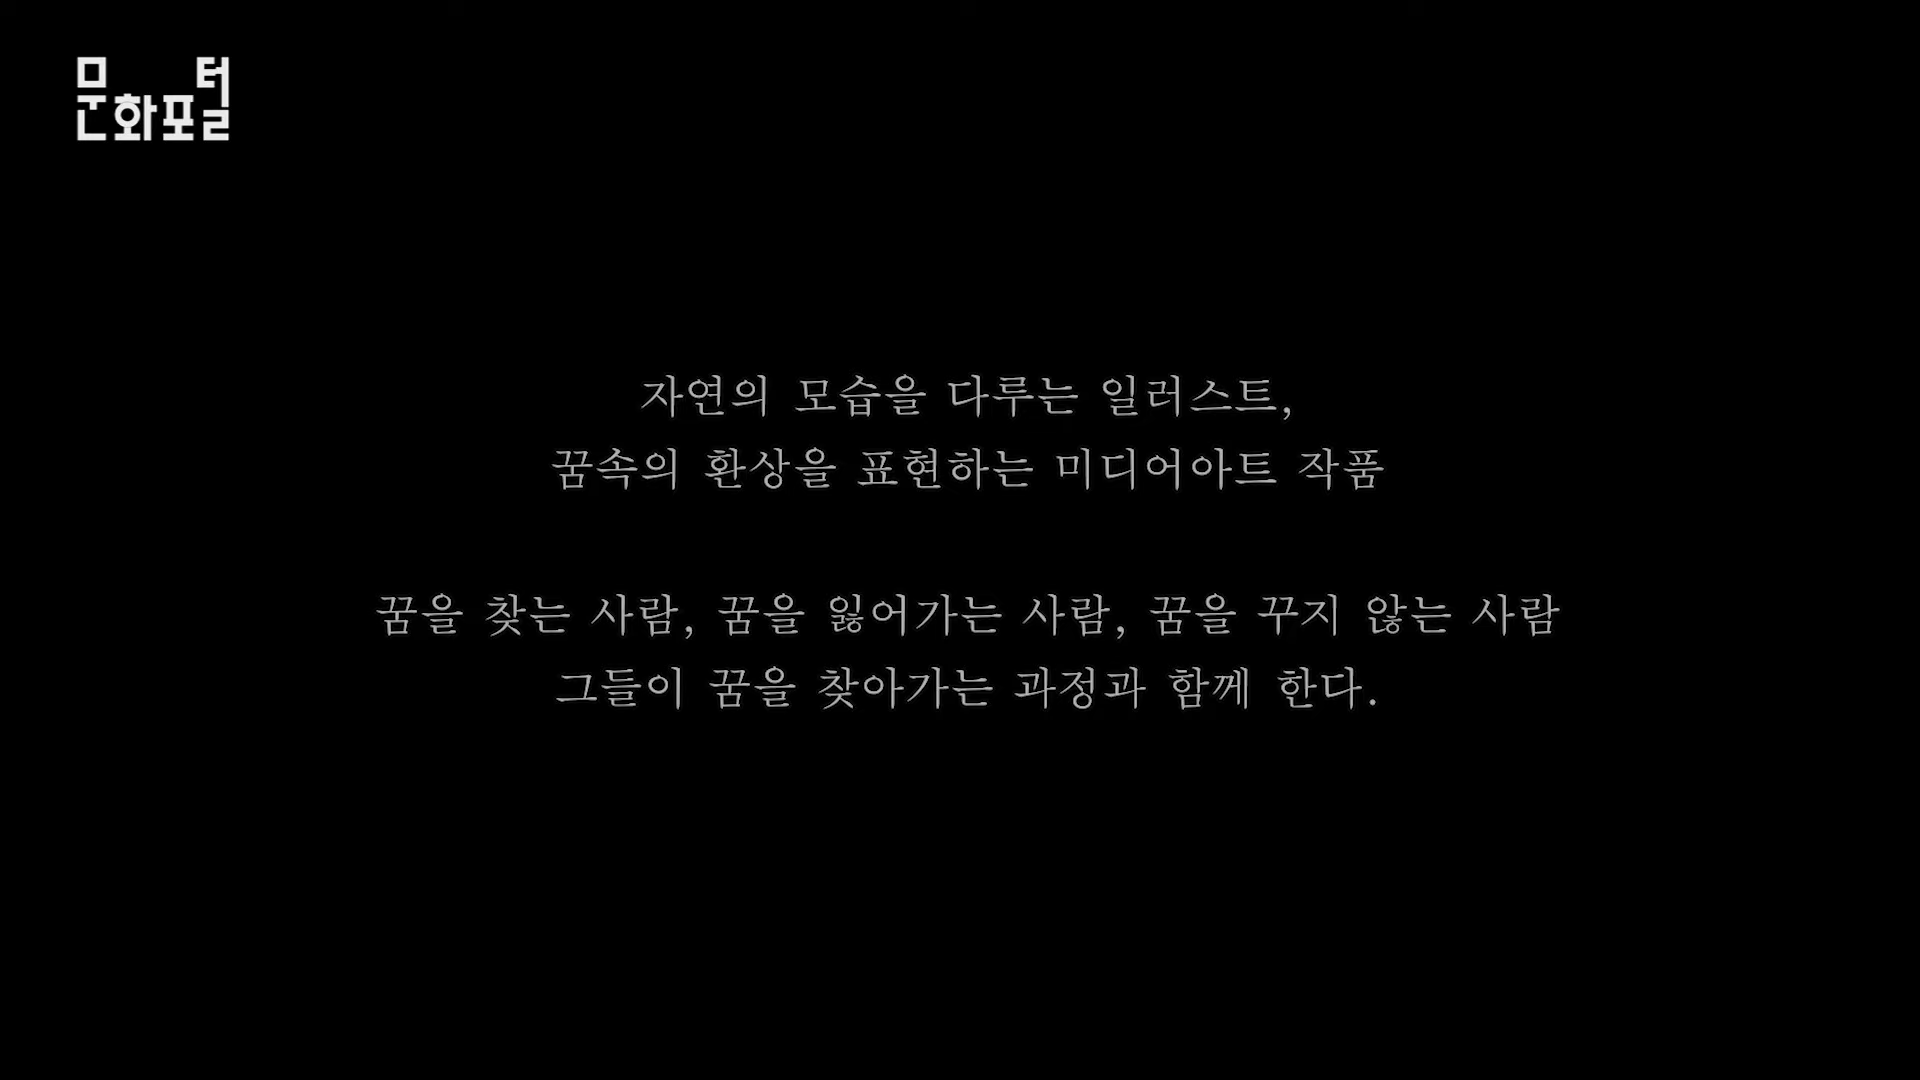 문화포털
자연의 모습을 다루는 일러스트,
꿈속의 환상을 표현하는 미디어아트 작품
꿈을 찾는 사람, 꿈을 잃어가는 사람, 꿈을 꾸지 않는 사람
그들이 꿈을 찾아가는 과정과 함께 한다.